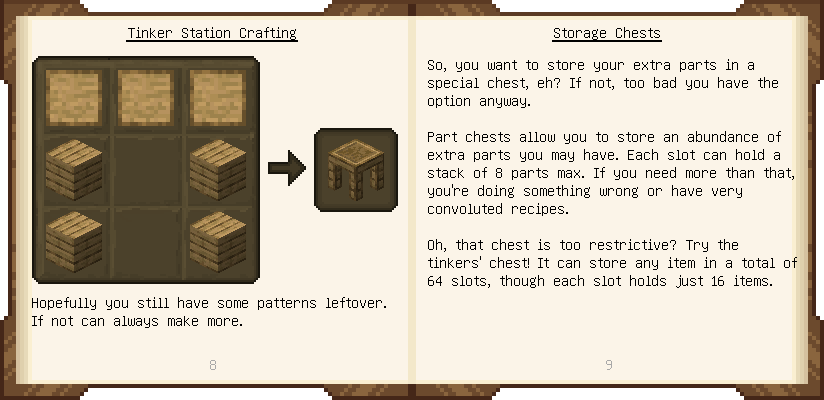 Tinker Station Crafting
Hopefully you still have some patterns leftover.
If not can always make more.
8
Storage Chests
So, you want to store your extra parts in a
special chest, eh? If not, too bad you have the
option anyway.
Part chests allow you to store an abundance of
extra parts you may have. Each slot can hold a
stack of 8 parts max. If you need more than that,
you're doing something wrong or have very
convoluted recipes.
Oh, that chest is too restrictive? Try the
tinkers' chest! It can store any item in a total of
64 slots, though each slot holds just 16 items.
9